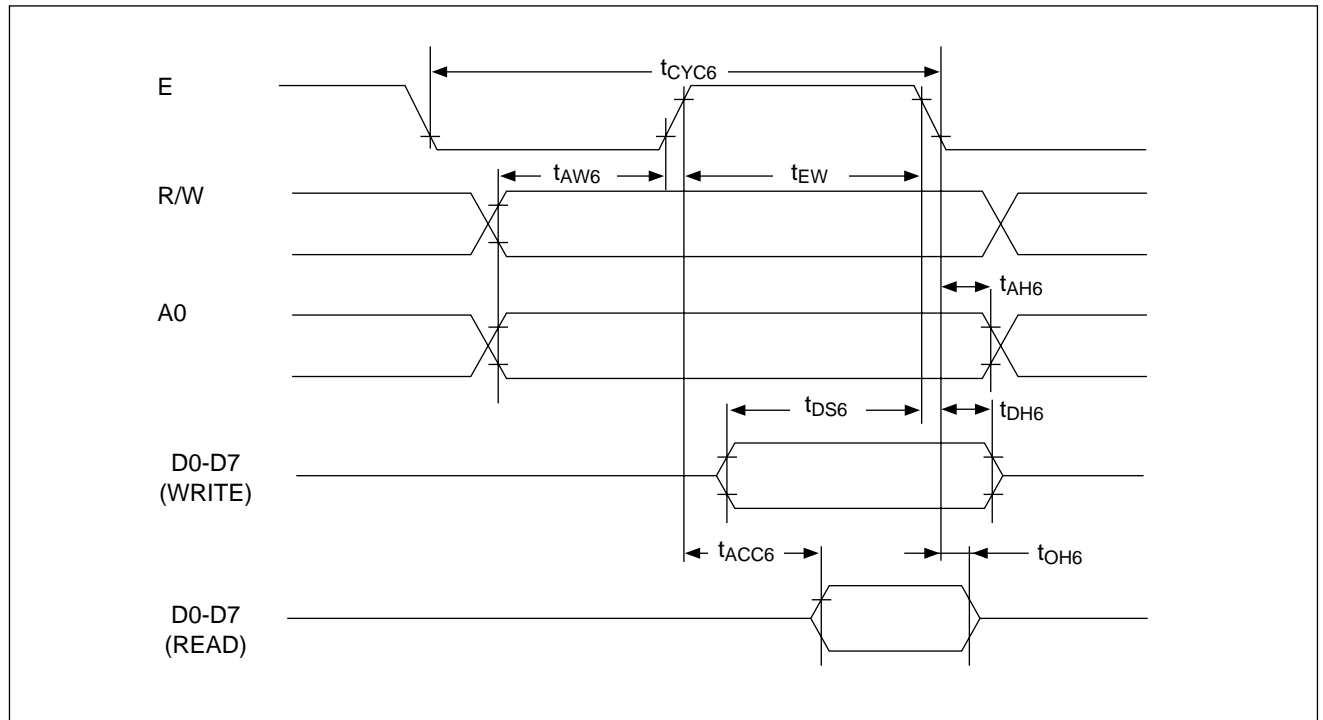 E
tCYC6
R/W
tAW6
tEW
A0
tAH6
D0-D7
(WRITE)
tDS6
tDH6
D0-D7
(READ)
tACC6
tOH6